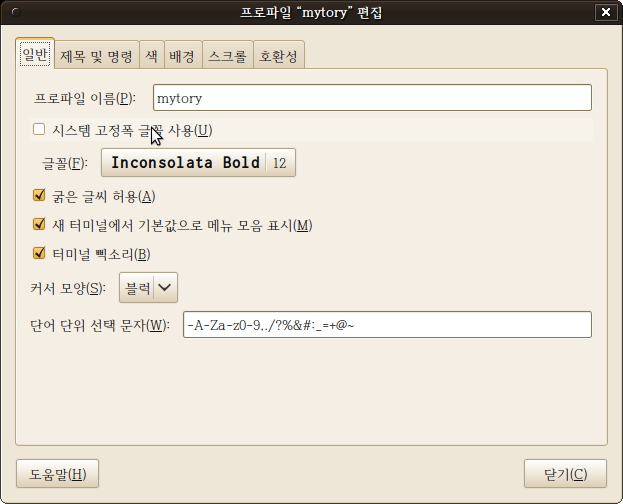 프로파일 “mytory” 편집
일반 제목 및 명령 색 배경 스크롤 호환성
프로파일 이름(P): mytory
시스템 고정폭 글꼴 사용(U)
글꼴(F): Inconsolata Bold 12
굵은 글씨 허용(A)
새 터미널에서 기본값으로 메뉴 모음 표시(M)
터미널 삑소리(B)
커서 모양(S): 블럭
단어 단위 선택 문자(W): -A-Za-z0-9,./?%&#:_=+@~
도움말(H) 닫기(C)